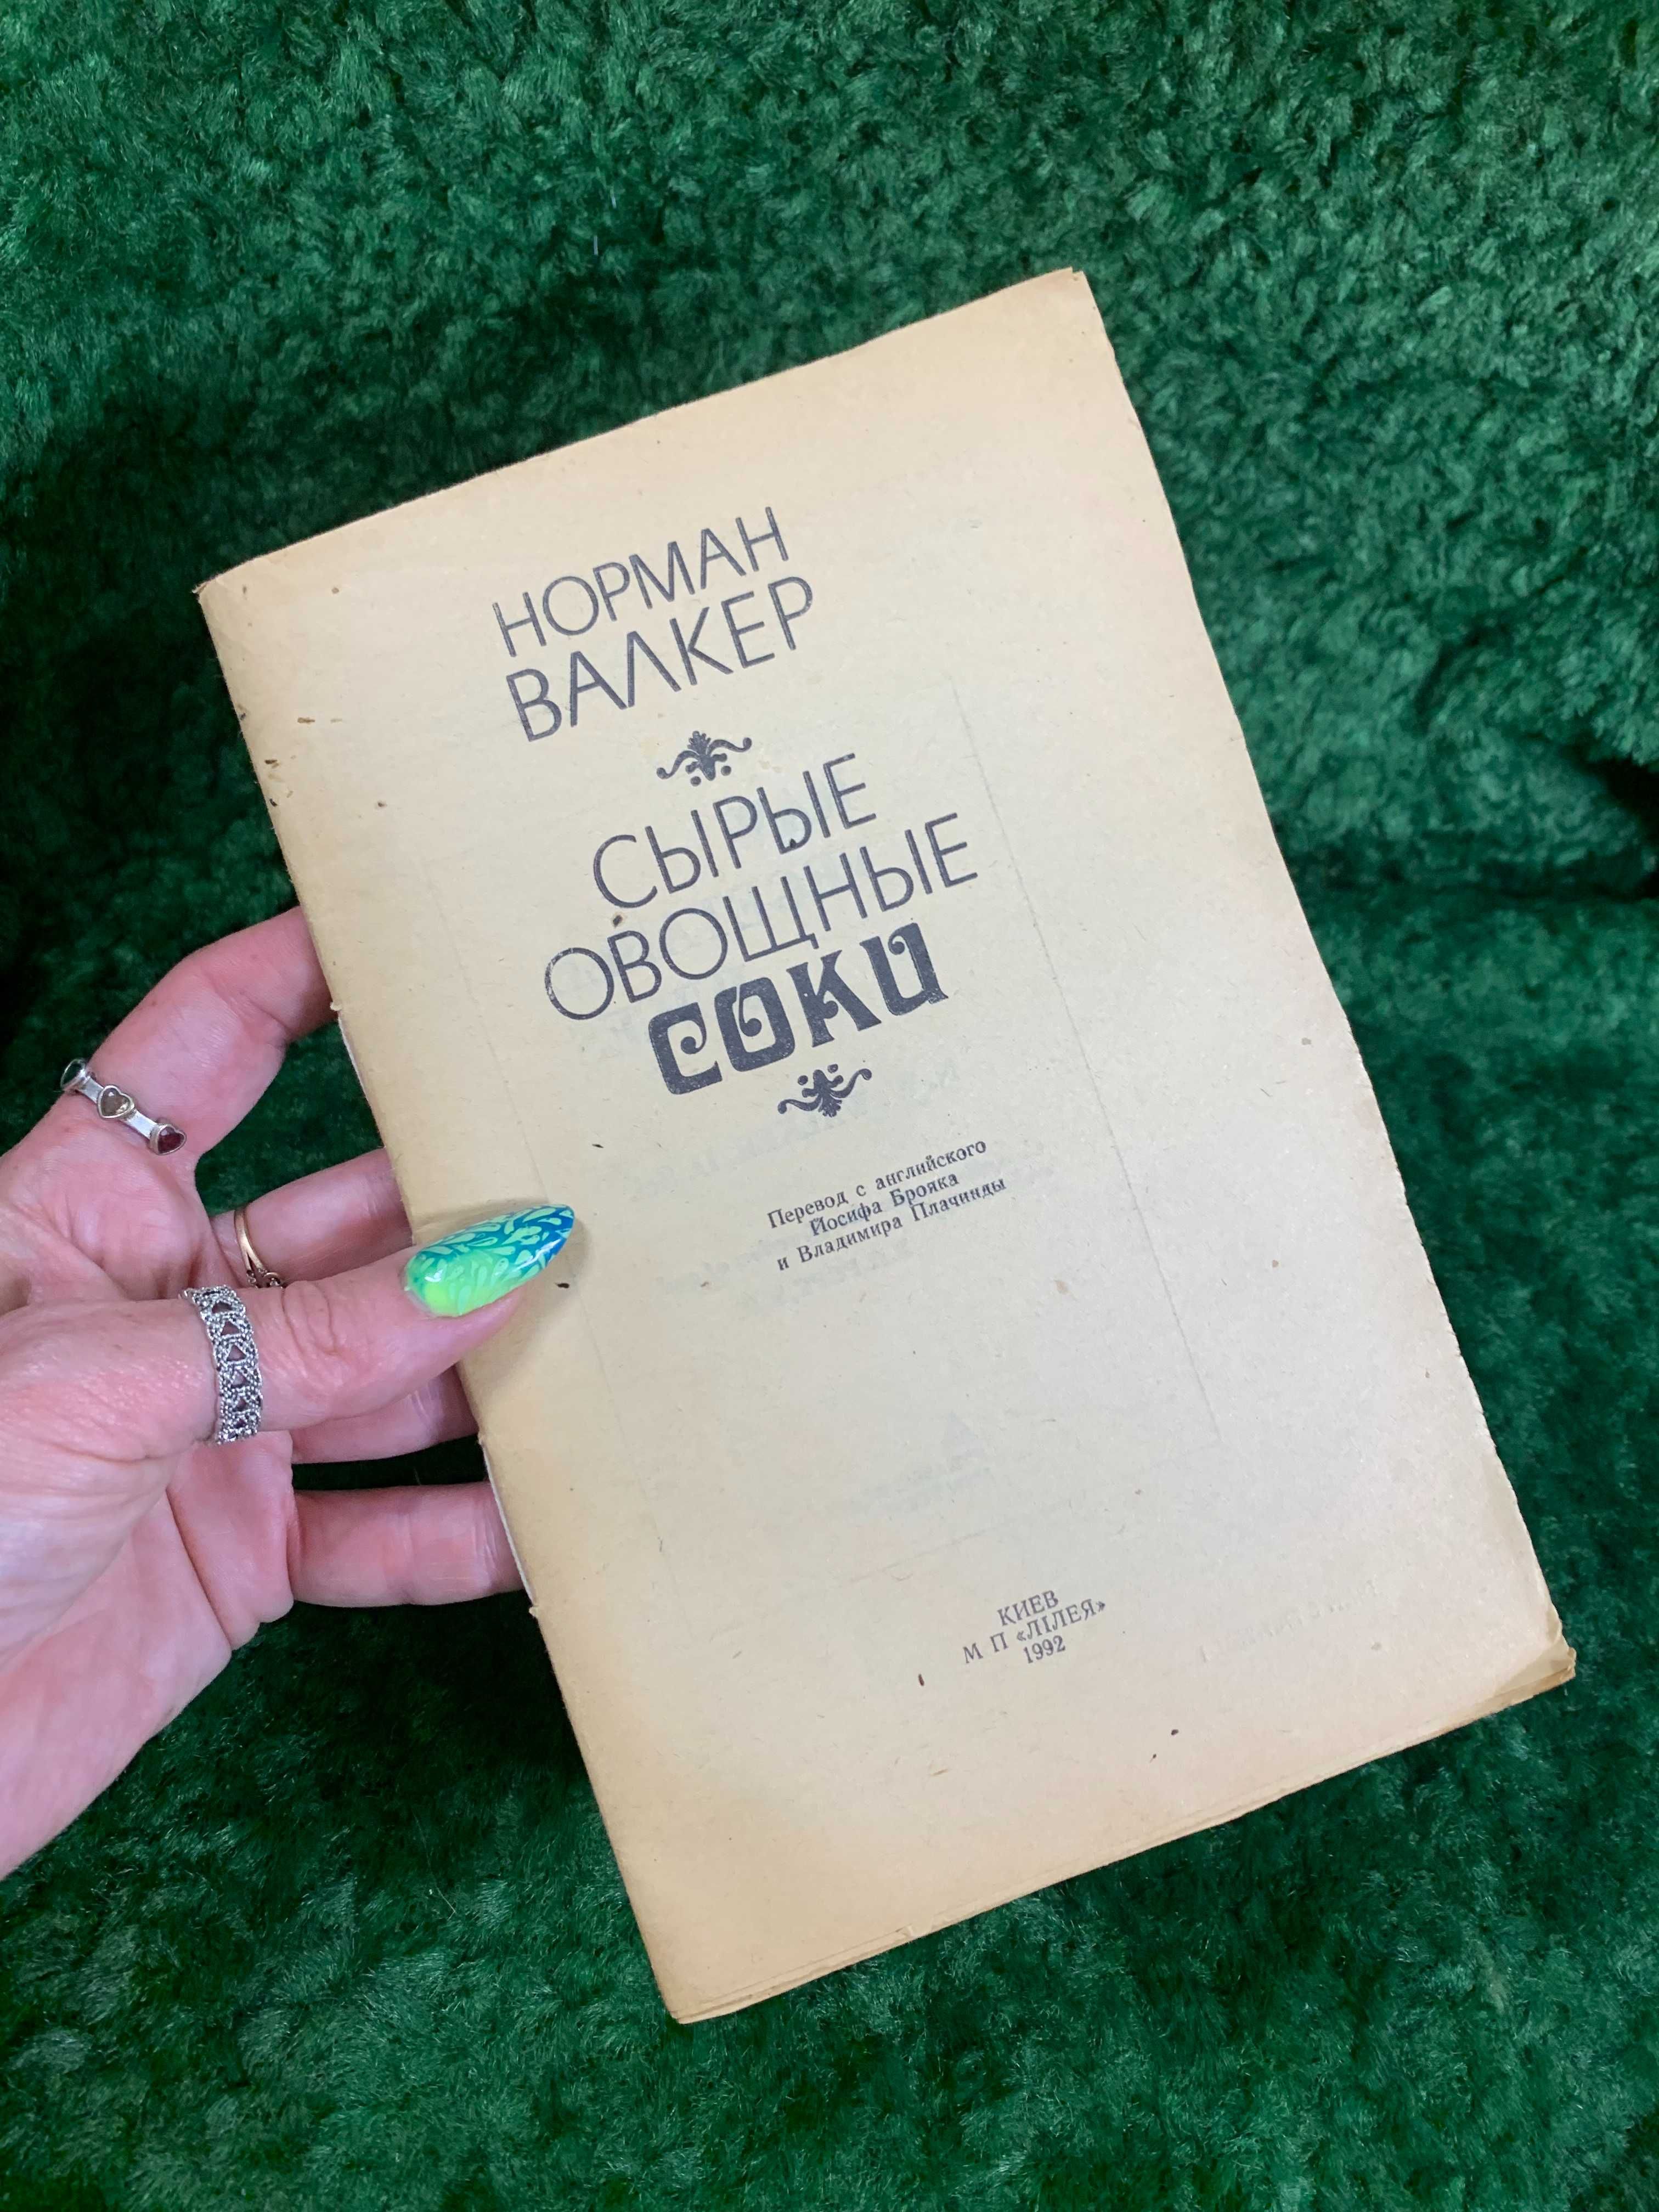 НОРМАН
ВАЛКЕР
СЫРЫЕ
ОВОЩНЫЕ
СОКИ
Перевод с английского
Йосифа Брояка
и Владимира Плачинды
КИЕВ
М П «ЛІЛЕЯ»
1992